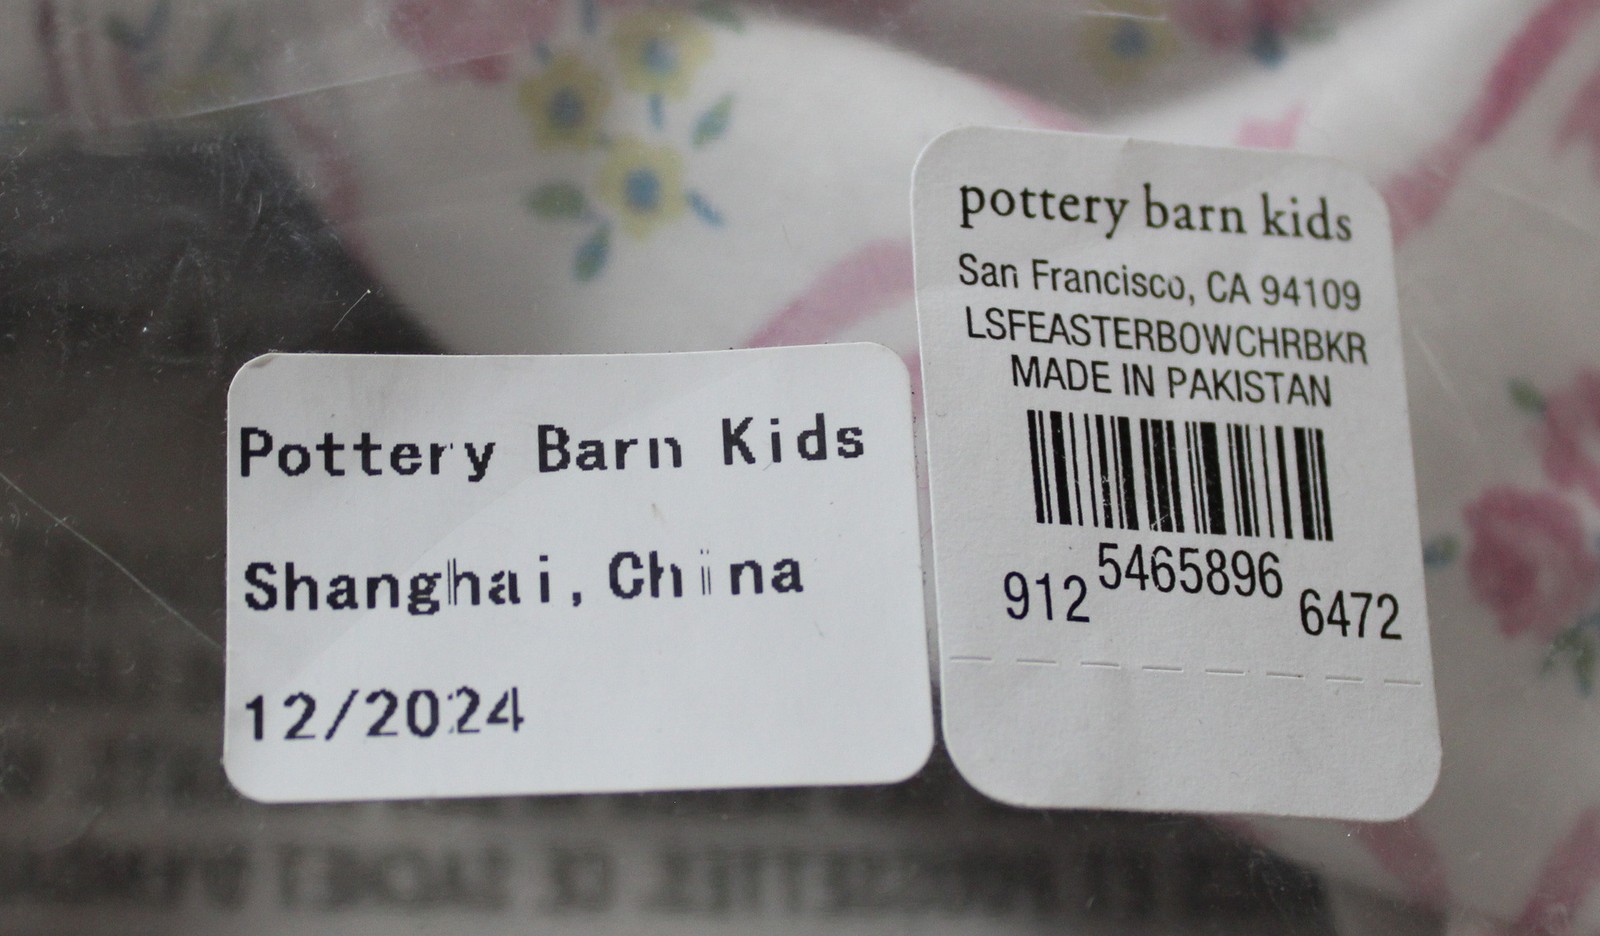 Pottery Barn Kids
Shanghai, China
12/2024
pottery barn kids
San Francisco, CA 94109
LSFEASTERBOWCHRBKR
MADE IN PAKISTAN
912 5465896 6472